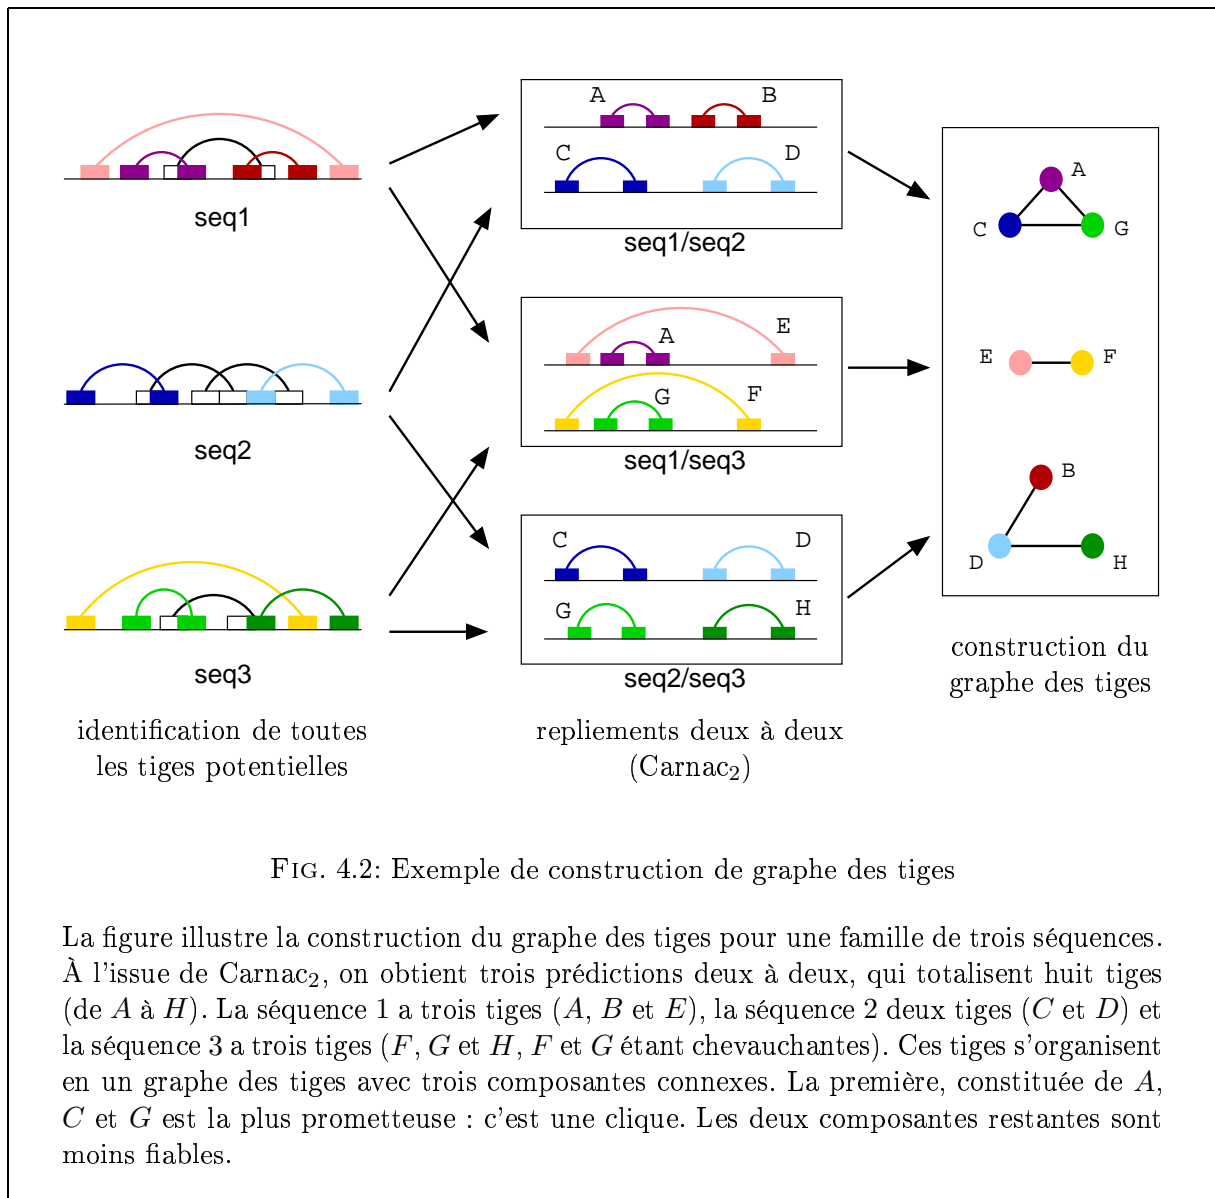 A
B
C
D
seq1/seq2
seq1
E
A
F
G
seq1/seq3
seq2
C
D
G
H
seq2/seq3
seq3
A
C
G
E
F
B
D
H
identification de toutes
les tiges potentielles
repliements deux à deux
(Carnac₂)
construction du
graphe des tiges
FIG. 4.2: Exemple de construction de graphe des tiges
La figure illustre la construction du graphe des tiges pour une famille de trois séquences.
À l'issue de Carnac₂, on obtient trois prédictions deux à deux, qui totalisent huit tiges
(de A à H). La séquence 1 a trois tiges (A, B et E), la séquence 2 deux tiges (C et D) et
la séquence 3 a trois tiges (F, G et H, F et G étant chevauchantes). Ces tiges s'organisent
en un graphe des tiges avec trois composantes connexes. La première, constituée de A,
C et G est la plus prometteuse : c'est une clique. Les deux composantes restantes sont
moins fiables.